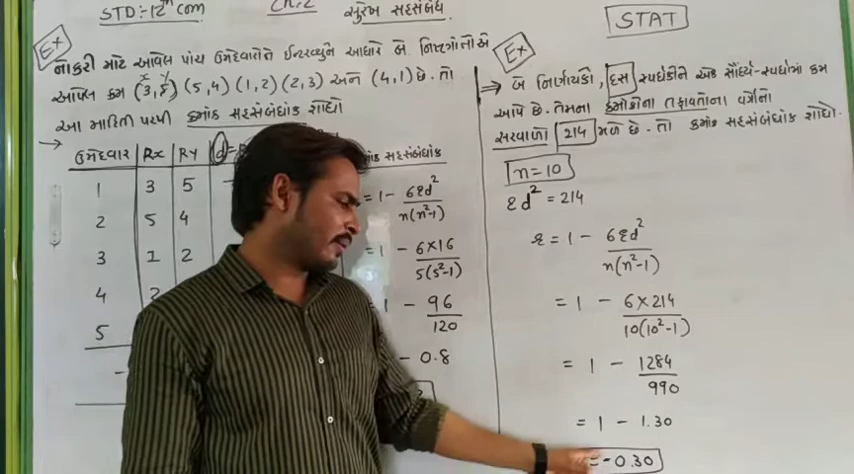 STD:-12th com
Ch:2
સુરેખ સહસંબંધ.
STAT
Ex
નોકરી માટે આવેલ પાંચ ઉમેદવારોને ઈન્ટરવ્યુને આધારે બે નિષ્ણાતોએ
x y
આપેલ ક્રમ (3,5) (5,4) (1,2) (2,3) અને (4,1) છે. તો
આ માહિતી પરથી ક્રમાંક સહસંબંધાંક શોધો
→ ઉમેદવાર Rx Ry
1 3 5
2 5 4
3 1 2
4 2
5
= 1 - 6Σd² / n(n²-1)
= 1 - 6×16 / 5(5²-1)
= 1 - 96 / 120
- 0.8
Ex
⇒ બે નિર્ણાયકો, દસ સ્પર્ધકોને એક સૌંદર્ય-સ્પર્ધામાં ક્રમ
આપે છે. તેમના ક્રમાંકોના તફાવતોના વર્ગોનો
સરવાળો 214 મળે છે. તો ક્રમાંક સહસંબંધાંક શોધો.
n=10
Σd² = 214
r = 1 - 6Σd² / n(n²-1)
= 1 - 6×214 / 10(10²-1)
= 1 - 1284 / 990
= 1 - 1.30
= -0.30